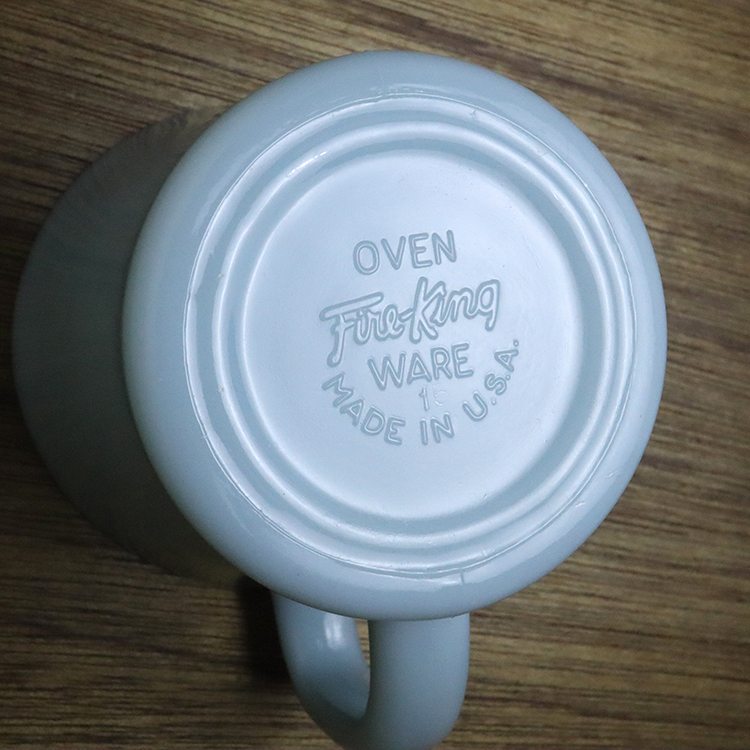 OVEN
Fire-King
WARE
MADE IN U.S.A.